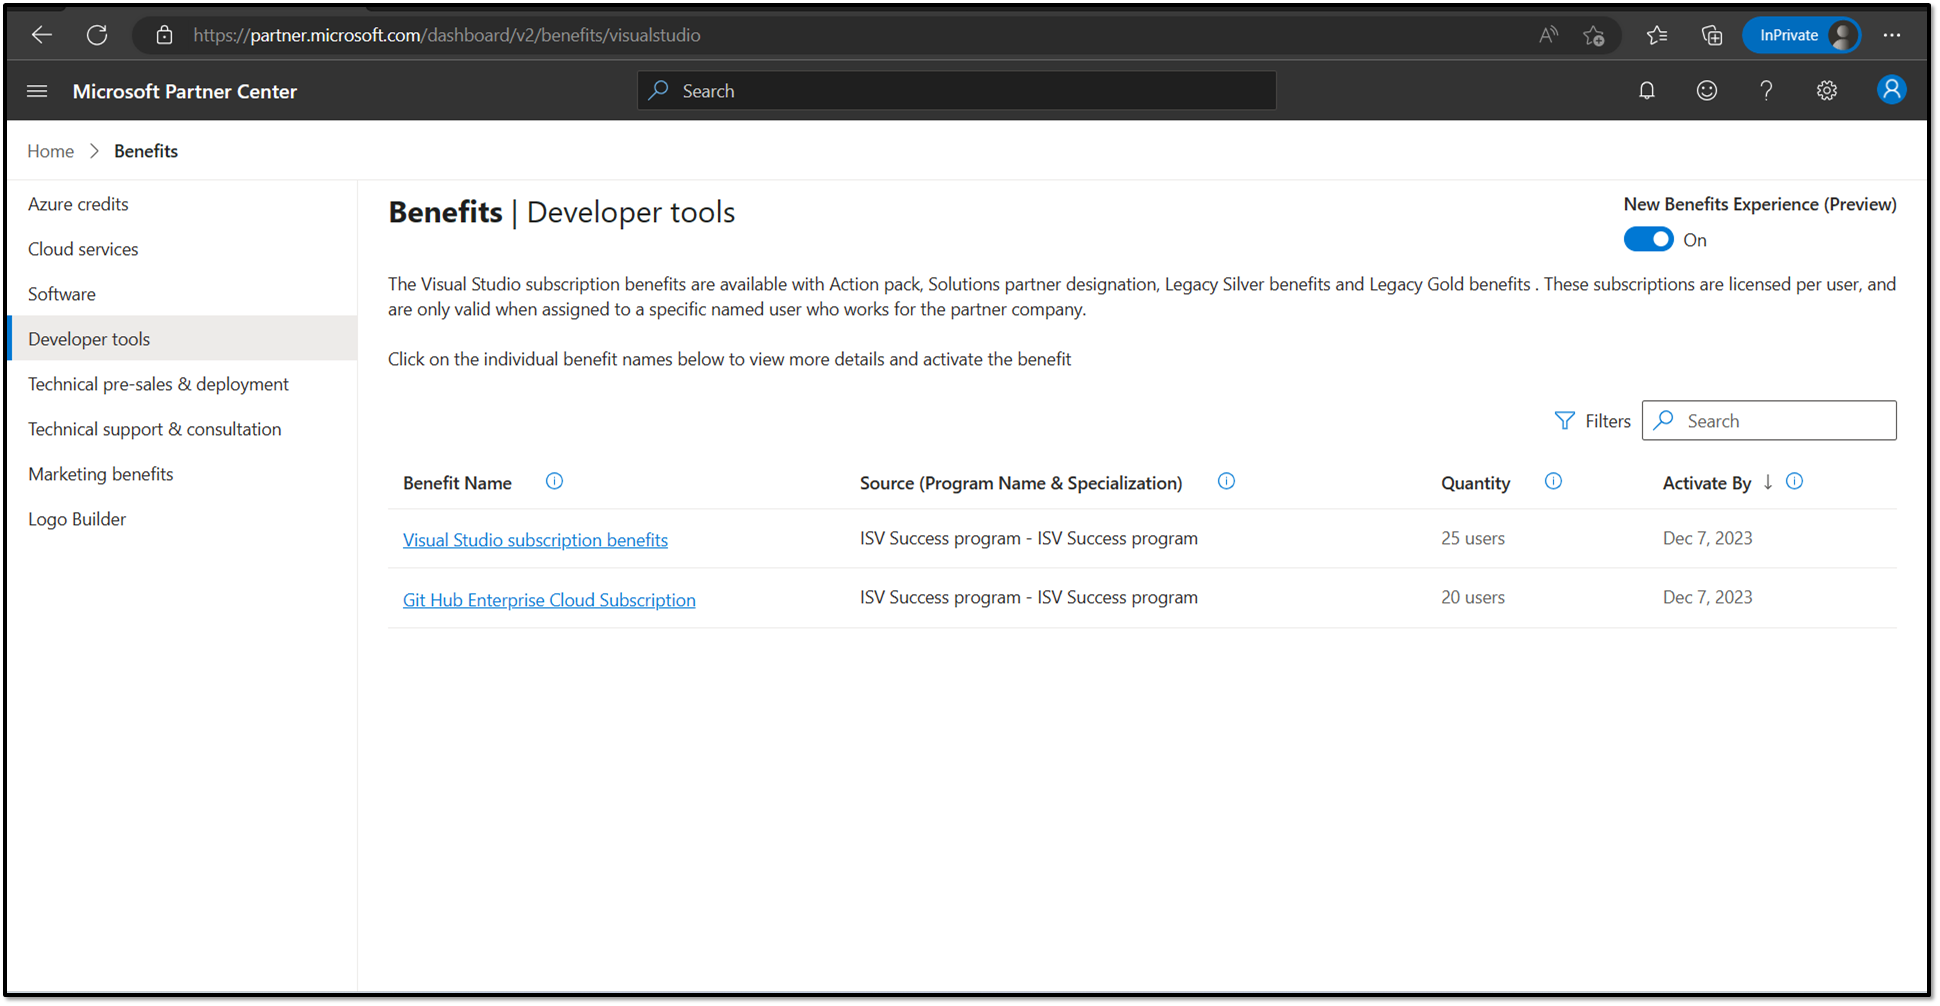 https://partner.microsoft.com/dashboard/v2/benefits/visualstudio
InPrivate
Microsoft Partner Center
Search
Home > Benefits
Azure credits
Cloud services
Software
Developer tools
Technical pre-sales & deployment
Technical support & consultation
Marketing benefits
Logo Builder
Benefits | Developer tools
New Benefits Experience (Preview)
On
The Visual Studio subscription benefits are available with Action pack, Solutions partner designation, Legacy Silver benefits and Legacy Gold benefits . These subscriptions are licensed per user, and
are only valid when assigned to a specific named user who works for the partner company.
Click on the individual benefit names below to view more details and activate the benefit
Filters
Search
Benefit Name Source (Program Name & Specialization) Quantity Activate By ↓
Visual Studio subscription benefits ISV Success program - ISV Success program 25 users Dec 7, 2023
Git Hub Enterprise Cloud Subscription ISV Success program - ISV Success program 20 users Dec 7, 2023